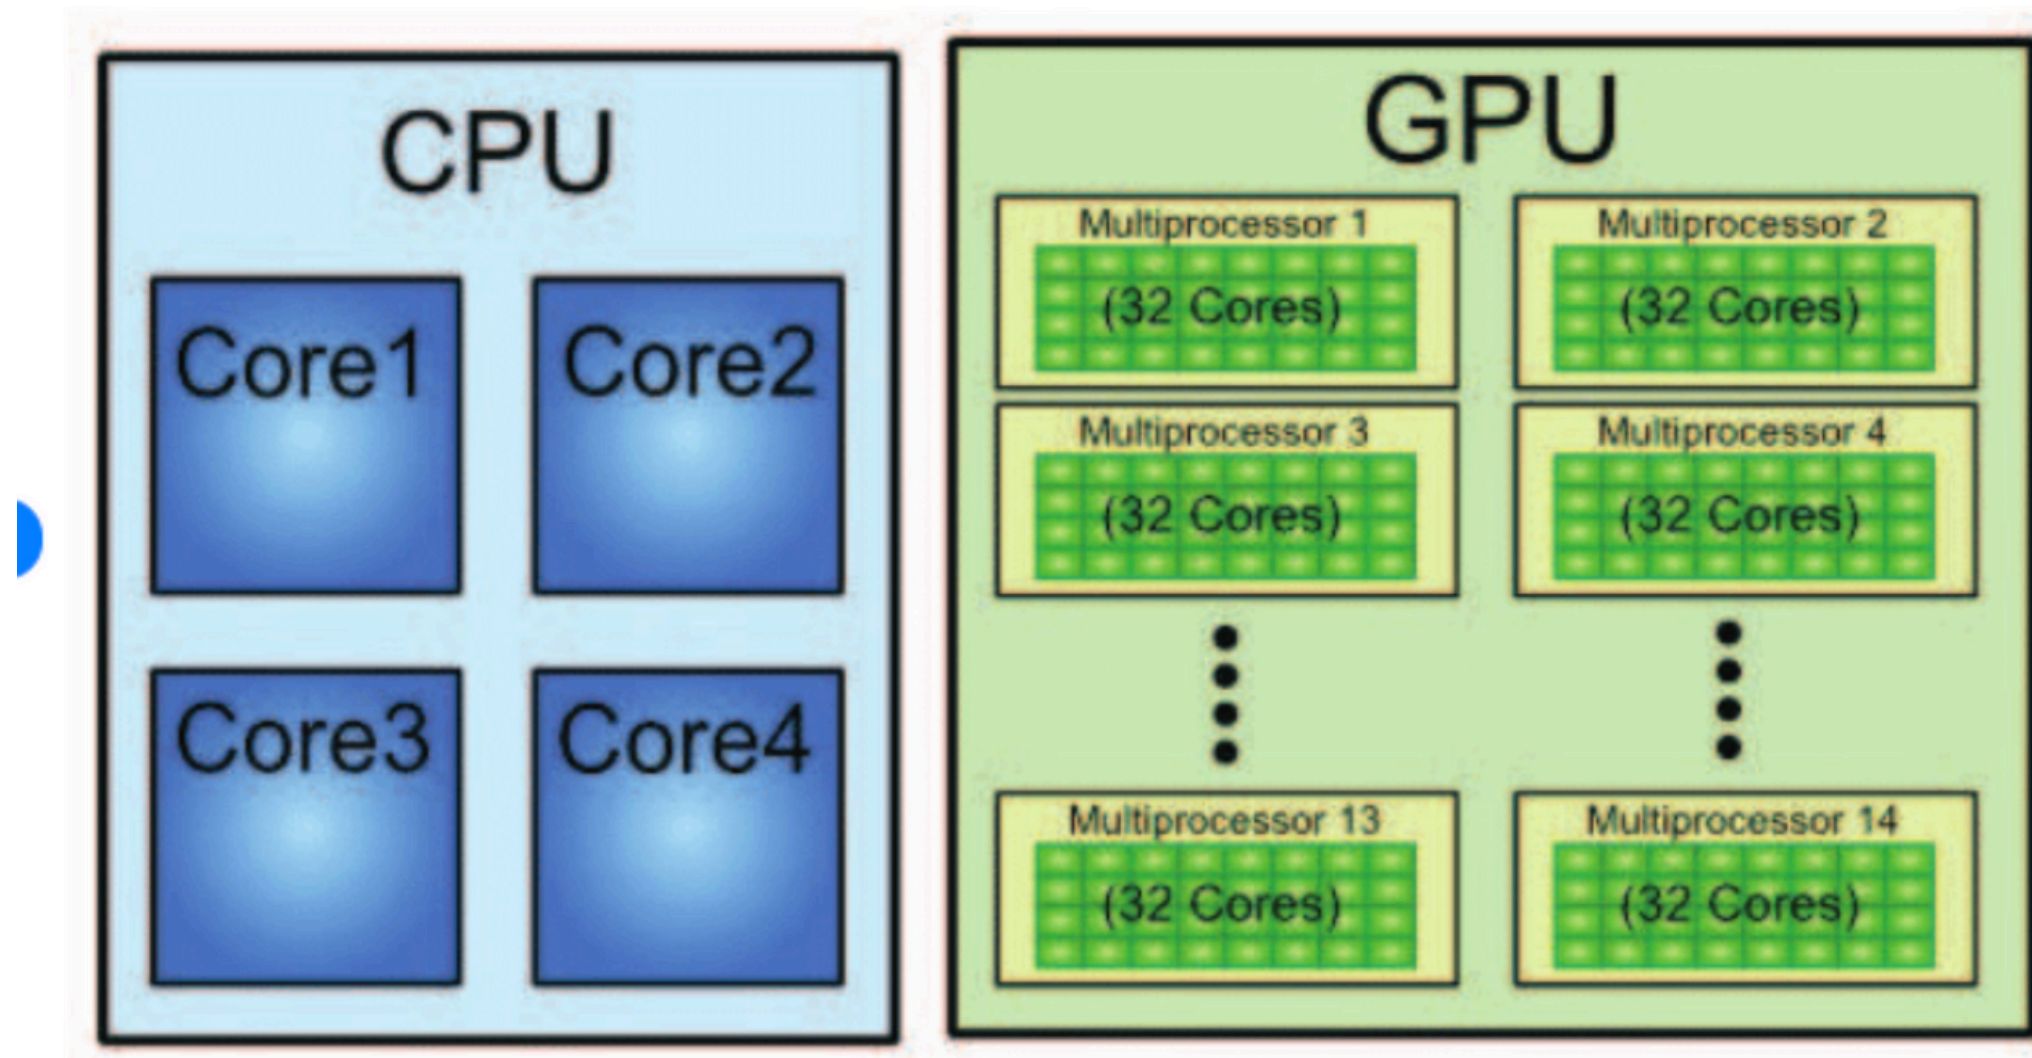 CPU
Core1
Core2
Core3
Core4
GPU
Multiprocessor 1
(32 Cores)
Multiprocessor 2
(32 Cores)
Multiprocessor 3
(32 Cores)
Multiprocessor 4
(32 Cores)
Multiprocessor 13
(32 Cores)
Multiprocessor 14
(32 Cores)